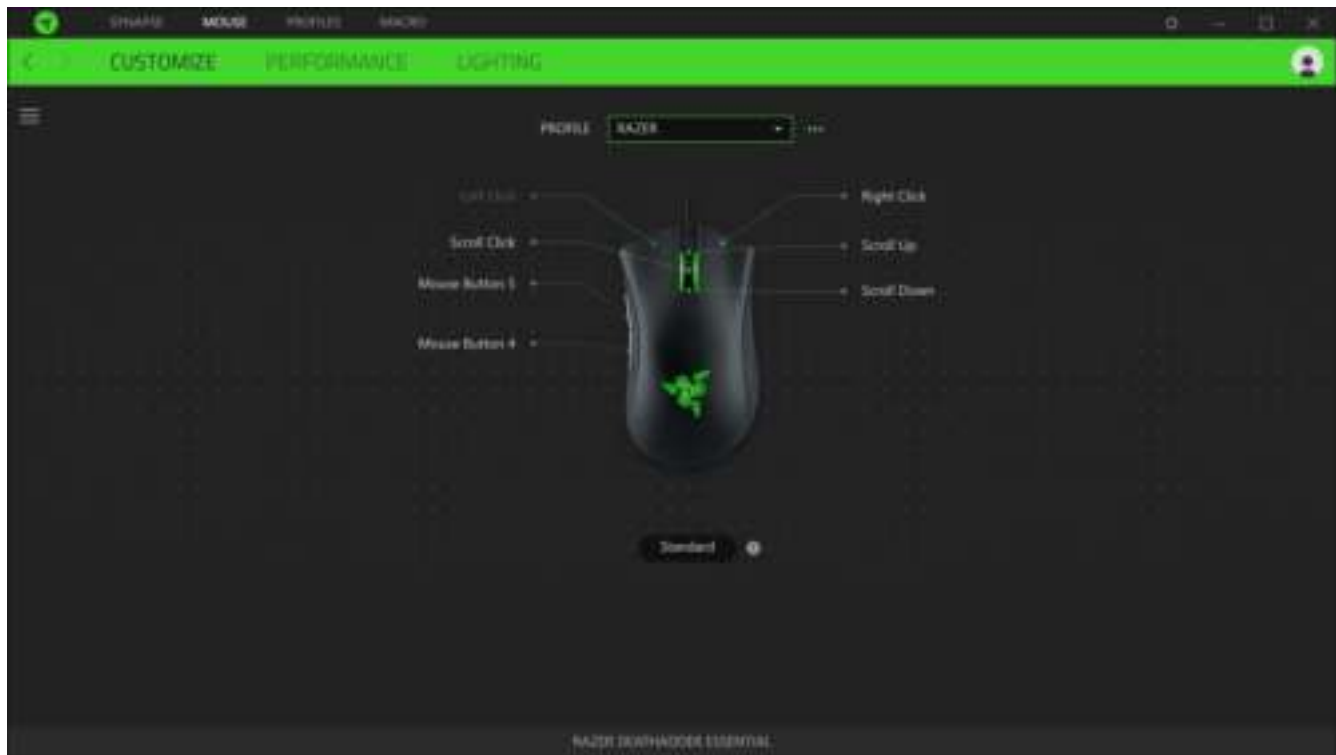 SYNAPSE MOUSE PROFILES MACRO
CUSTOMIZE PERFORMANCE LIGHTING
PROFILE RAZER
Left Click Right Click
Scroll Click Scroll Up
Mouse Button 5 Scroll Down
Mouse Button 4
Standard
RAZER DEATHADDER ESSENTIAL